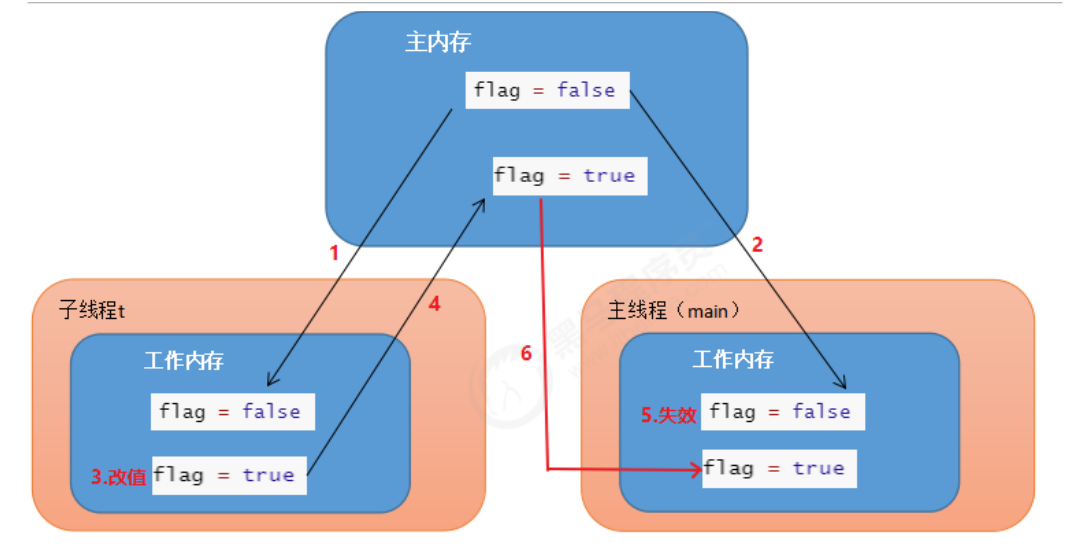 主内存
flag = false
flag = true
1
2
4
6
子线程t
工作内存
flag = false
3.改值 flag = true
主线程（main）
工作内存
5.失效 flag = false
flag = true